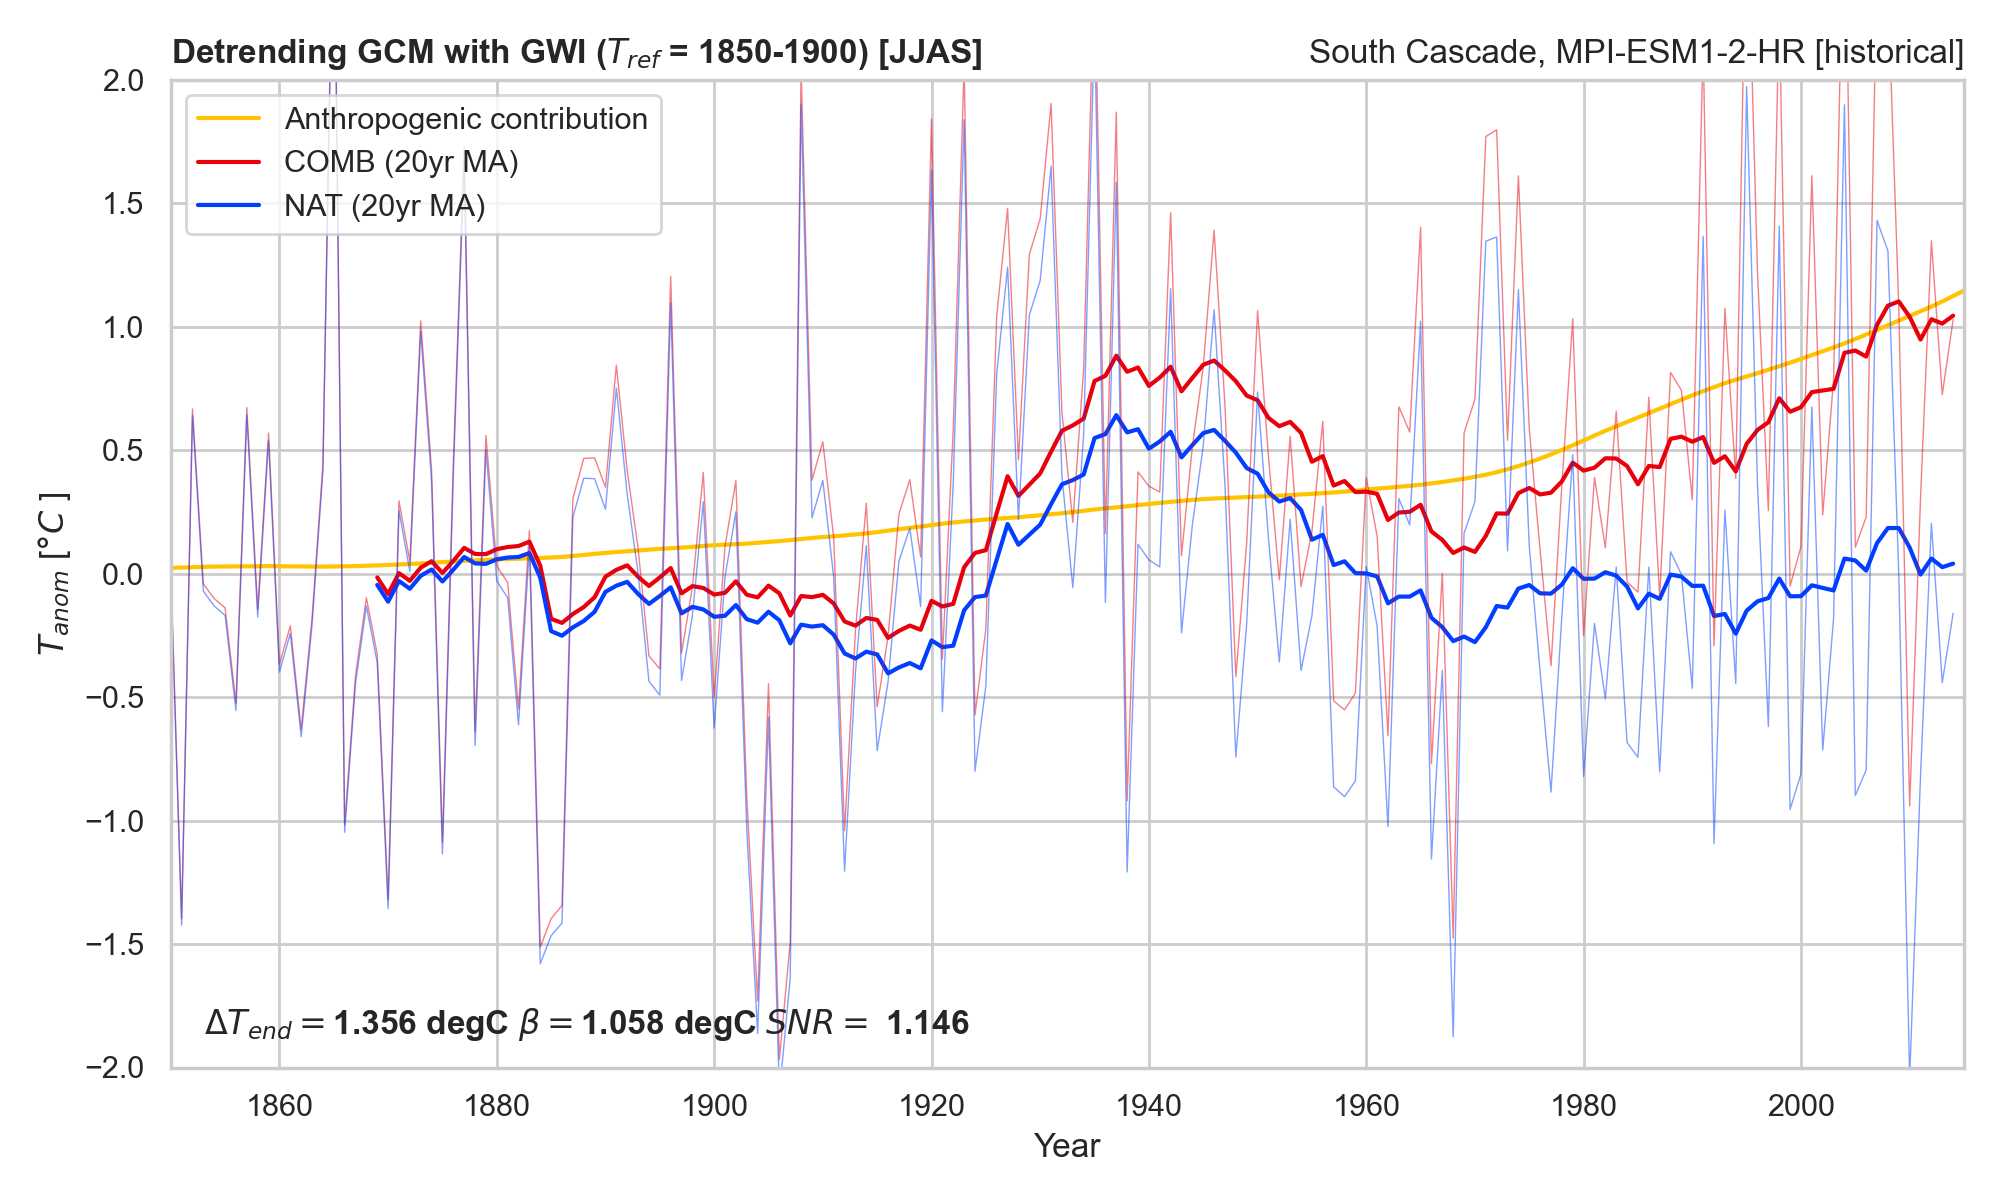 Detrending GCM with GWI (T_ref = 1850-1900) [JJAS]
South Cascade, MPI-ESM1-2-HR [historical]
Anthropogenic contribution
COMB (20yr MA)
NAT (20yr MA)
2.0
1.5
1.0
0.5
0.0
−0.5
−1.0
−1.5
−2.0
T_anom [°C]
ΔT_end = 1.356 degC β = 1.058 degC SNR = 1.146
1860 1880 1900 1920 1940 1960 1980 2000
Year